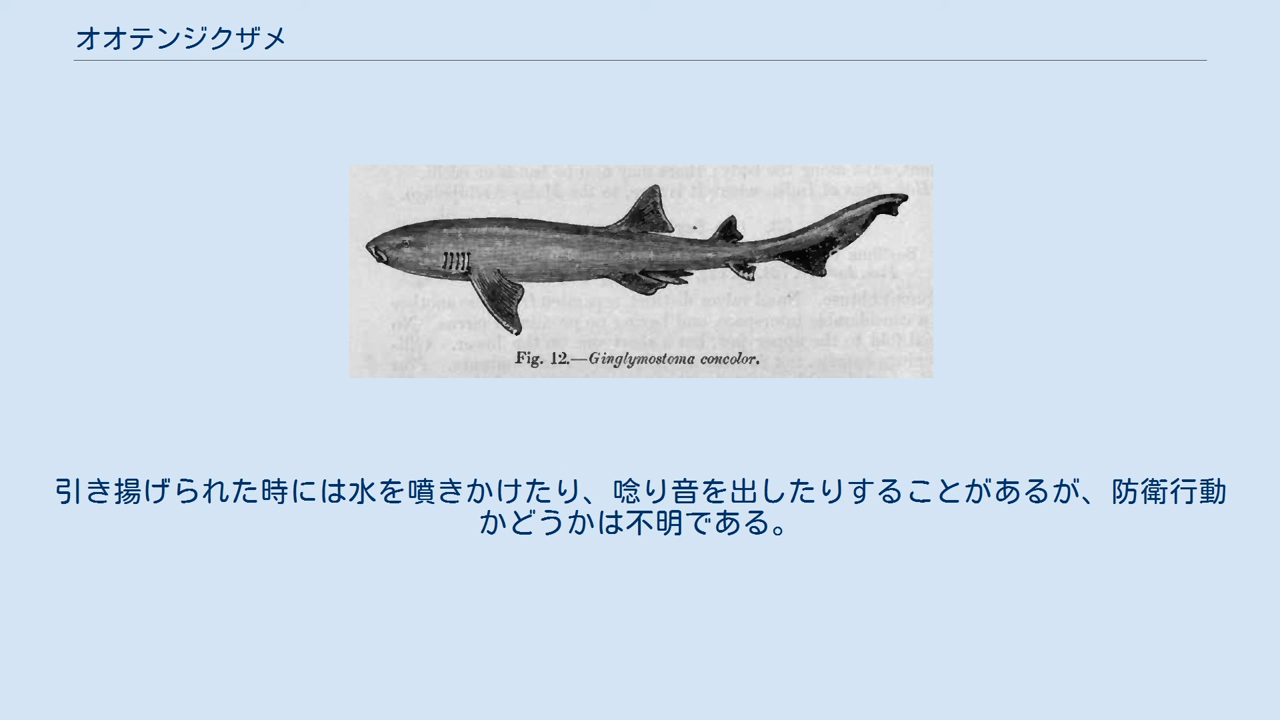 オオテンジクザメ
Fig. 12.—Ginglymostoma concolor.
引き揚げられた時には水を噴きかけたり、唸り音を出したりすることがあるが、防衛行動
かどうかは不明である。